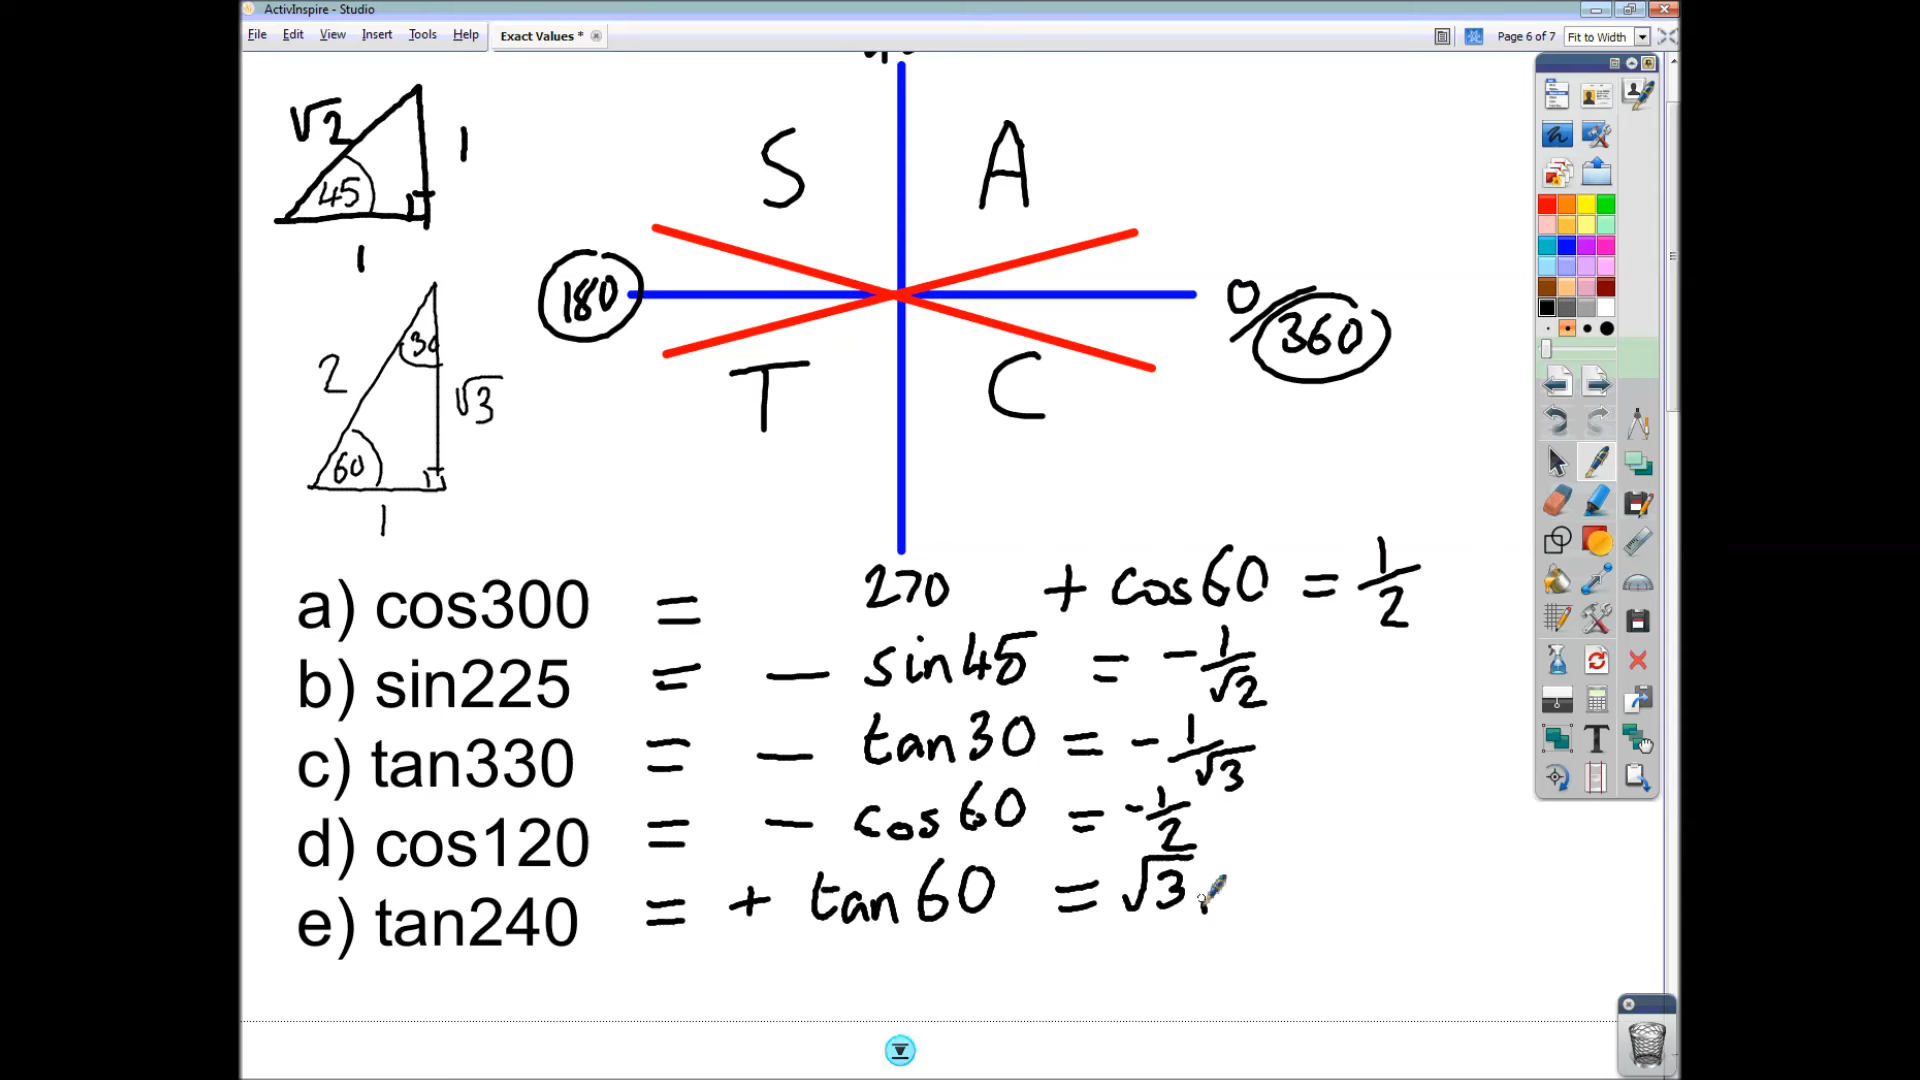 ActivInspire - Studio
File Edit View Insert Tools Help Exact Values * Page 6 of 7 Fit to Width
√2 1
45
1
S A
180 0/360
T C
30
2 √3
60
1
270
a) cos300 = + cos60 = 1/2
b) sin225 = - sin45 = -1/√2
c) tan330 = - tan30 = -1/√3
d) cos120 = - cos60 = -1/2
e) tan240 = + tan60 = √3
T